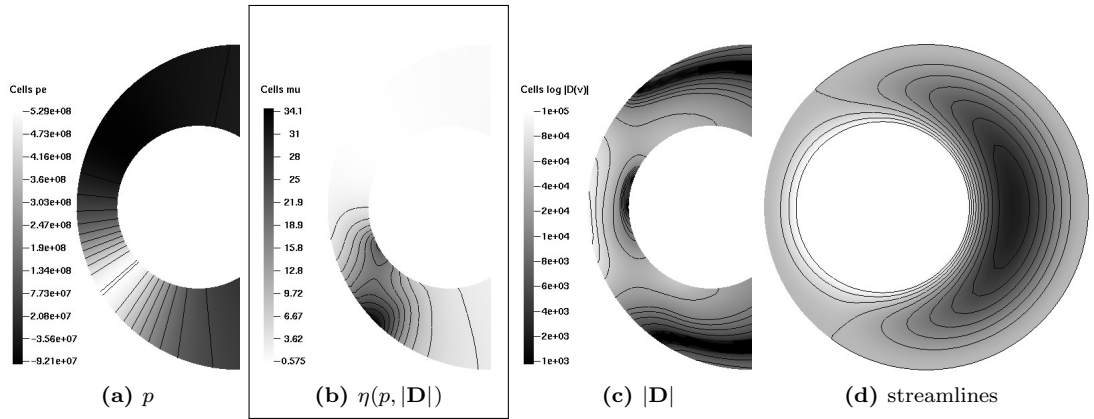 Cells pe
5.29e+08
4.73e+08
4.16e+08
3.6e+08
3.03e+08
2.47e+08
1.9e+08
1.34e+08
7.73e+07
2.08e+07
-3.56e+07
-9.21e+07
(a) p
Cells mu
34.1
31
28
25
21.9
18.9
15.8
12.8
9.72
6.67
3.62
0.575
(b) η(p, |D|)
Cells log |D(v)|
1e+05
8e+04
6e+04
4e+04
2e+04
1e+04
8e+03
6e+03
4e+03
2e+03
1e+03
(c) |D|
(d) streamlines